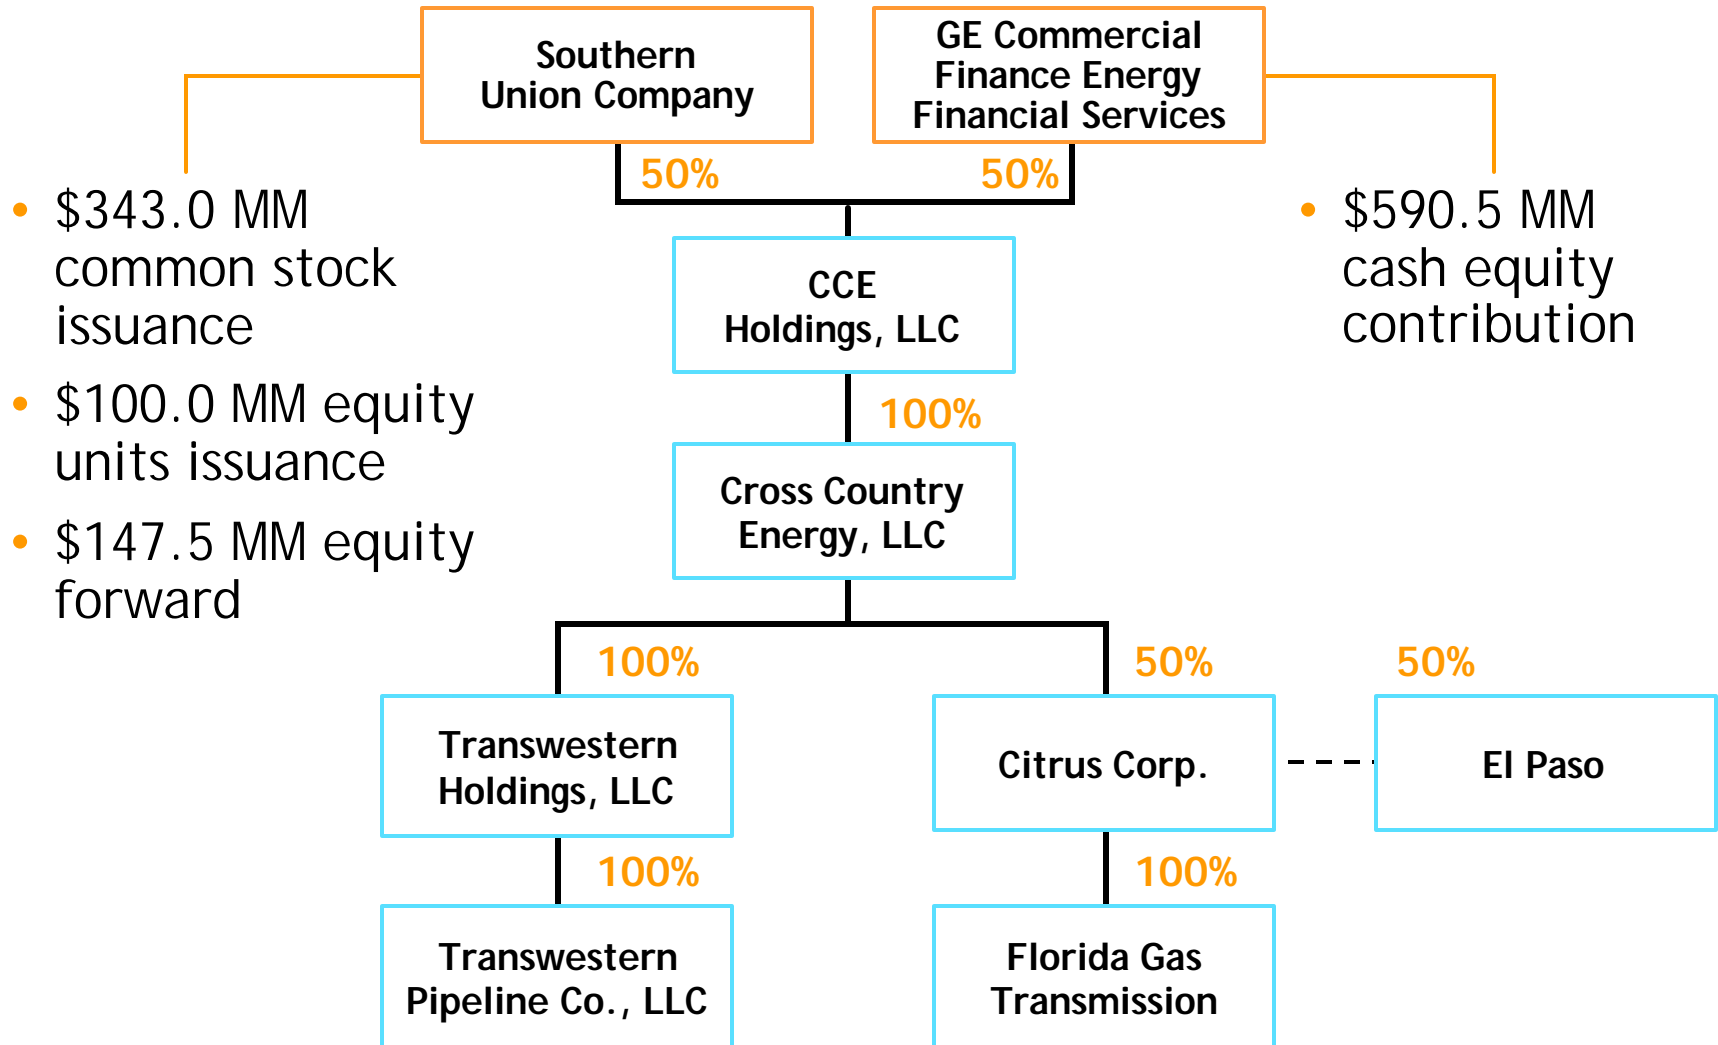 Southern
Union Company
GE Commercial
Finance Energy
Financial Services
50%
50%
• $343.0 MM
common stock
issuance
• $100.0 MM equity
units issuance
• $147.5 MM equity
forward
• $590.5 MM
cash equity
contribution
CCE
Holdings, LLC
100%
Cross Country
Energy, LLC
100%
50%
50%
Transwestern
Holdings, LLC
Citrus Corp.
El Paso
100%
100%
Transwestern
Pipeline Co., LLC
Florida Gas
Transmission